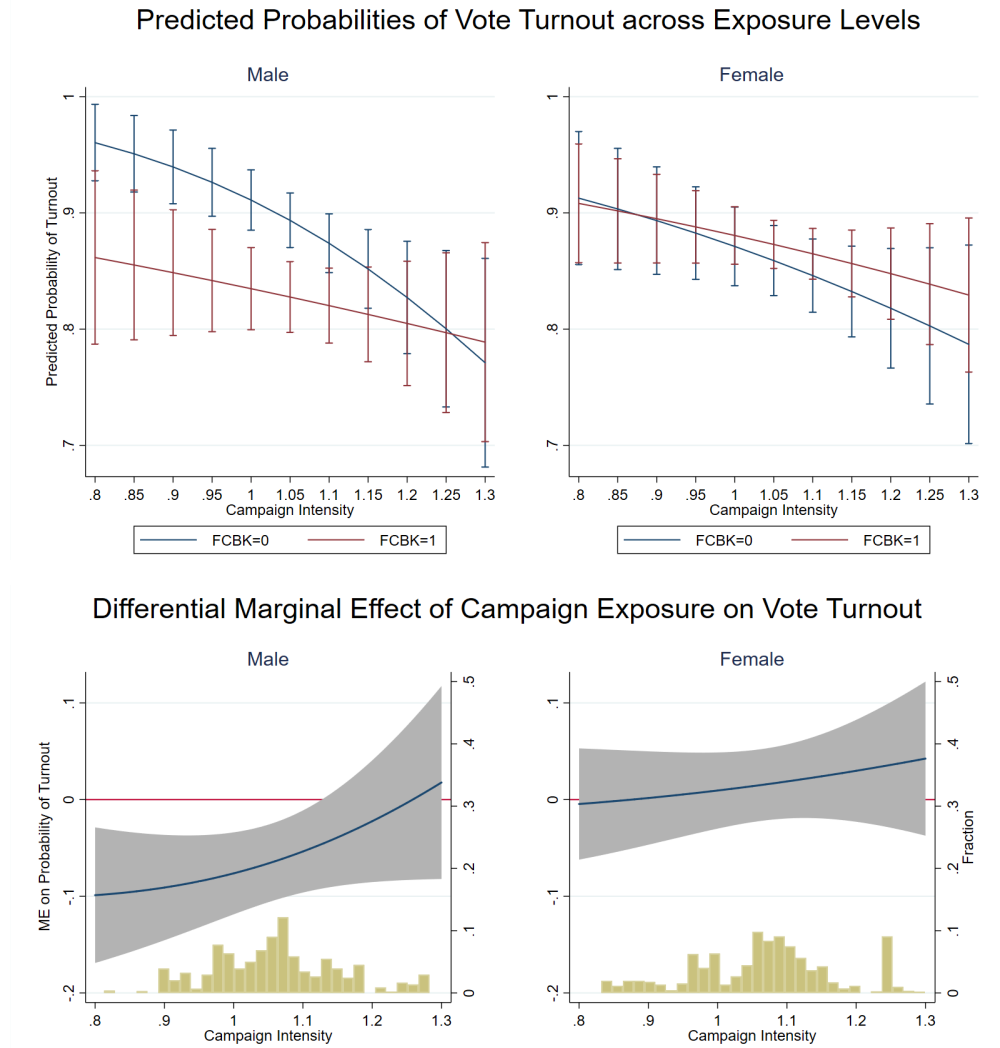 Predicted Probabilities of Vote Turnout across Exposure Levels
Male
Female
Predicted Probability of Turnout
1
.9
.8
.7
.8 .85 .9 .95 1 1.05 1.1 1.15 1.2 1.25 1.3
Campaign Intensity
FCBK=0 FCBK=1
1
.9
.8
.7
.8 .85 .9 .95 1 1.05 1.1 1.15 1.2 1.25 1.3
Campaign Intensity
FCBK=0 FCBK=1
Differential Marginal Effect of Campaign Exposure on Vote Turnout
Male
Female
ME on Probability of Turnout
.1
0
-.1
-.2
.5
.4
.3
.2
.1
0
.8 .9 1 1.1 1.2 1.3
Campaign Intensity
.1
0
-.1
-.2
.5
.4
.3
.2
.1
0
Fraction
.8 .9 1 1.1 1.2 1.3
Campaign Intensity